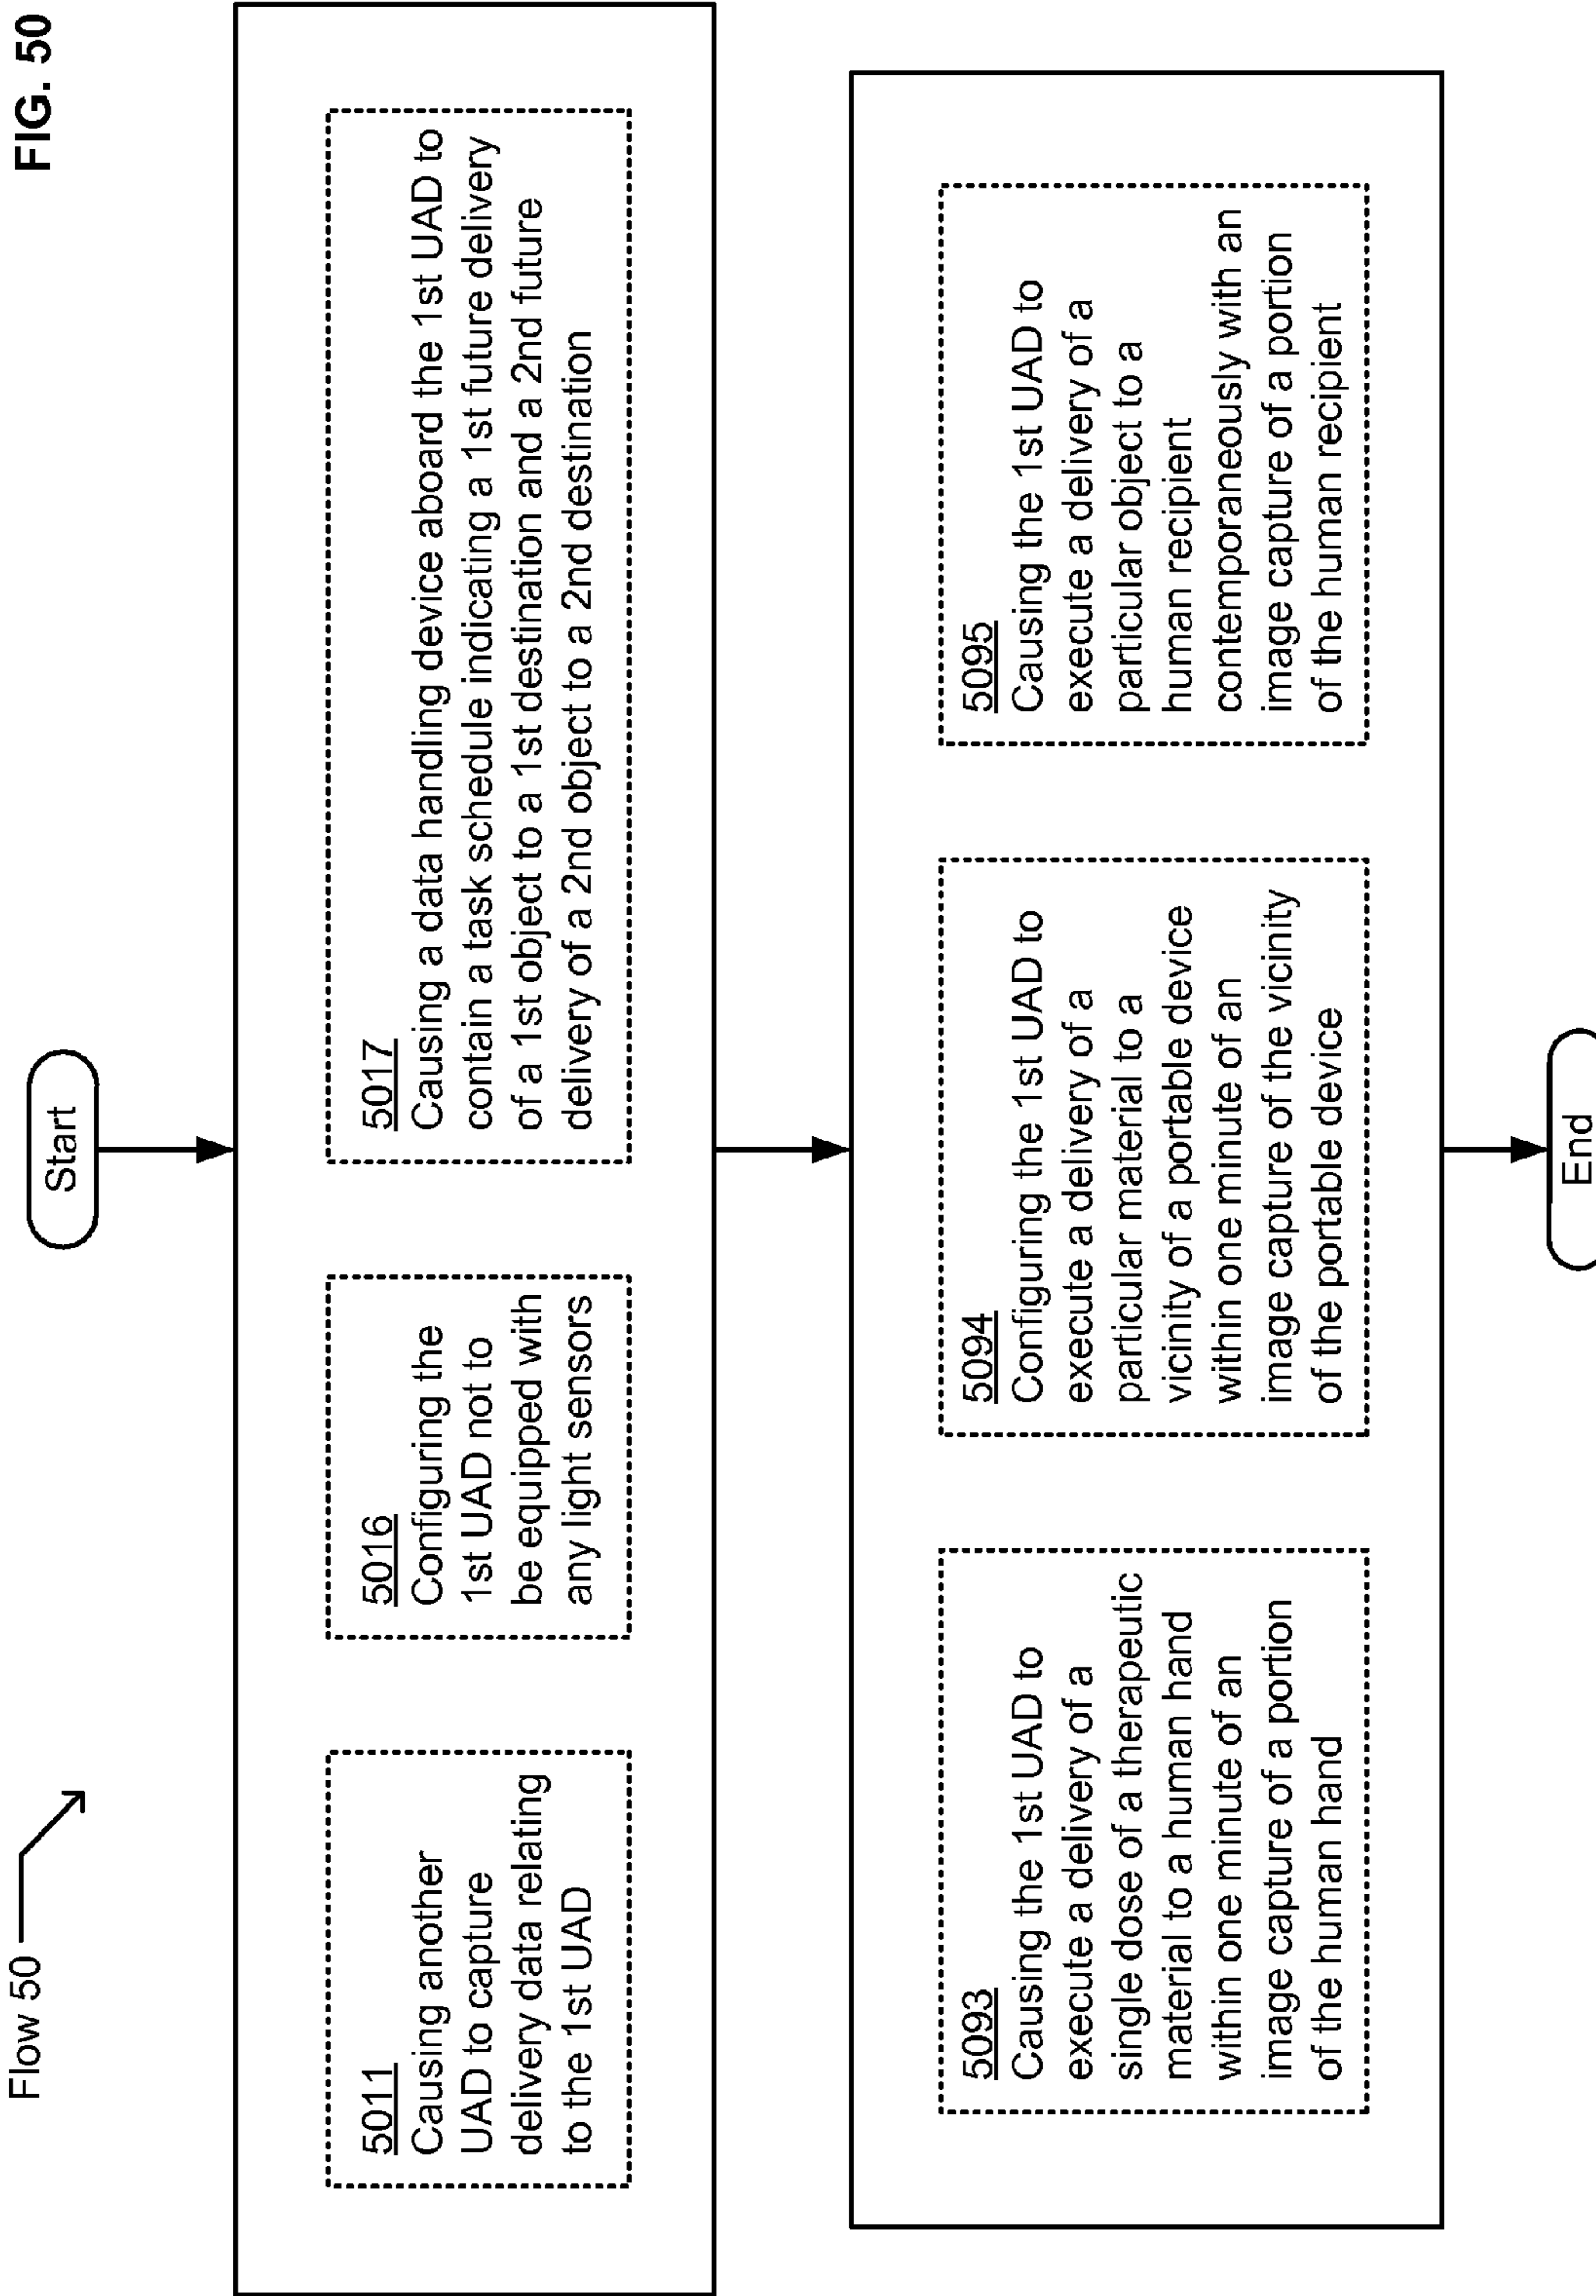 FIG. 50
Flow 50
Start
5011
Causing another
UAD to capture
delivery data relating
to the 1st UAD
5016
Configuring the
1st UAD not to
be equipped with
any light sensors
5017
Causing a data handling device aboard the 1st UAD to
contain a task schedule indicating a 1st future delivery
of a 1st object to a 1st destination and a 2nd future
delivery of a 2nd object to a 2nd destination
5093
Causing the 1st UAD to
execute a delivery of a
single dose of a therapeutic
material to a human hand
within one minute of an
image capture of a portion
of the human hand
5094
Configuring the 1st UAD to
execute a delivery of a
particular material to a
vicinity of a portable device
within one minute of an
image capture of the vicinity
of the portable device
5095
Causing the 1st UAD to
execute a delivery of a
particular object to a
human recipient
contemporaneously with an
image capture of a portion
of the human recipient
End